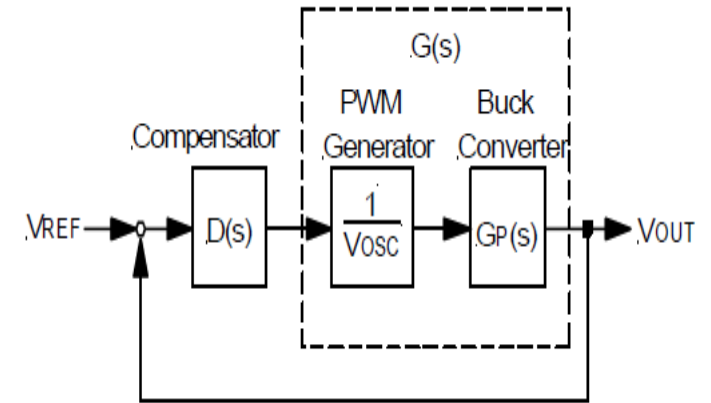 G(s)
PWM
Generator
Buck
Converter
Compensator
VREF
D(s)
1
VOSC
GP(s)
VOUT